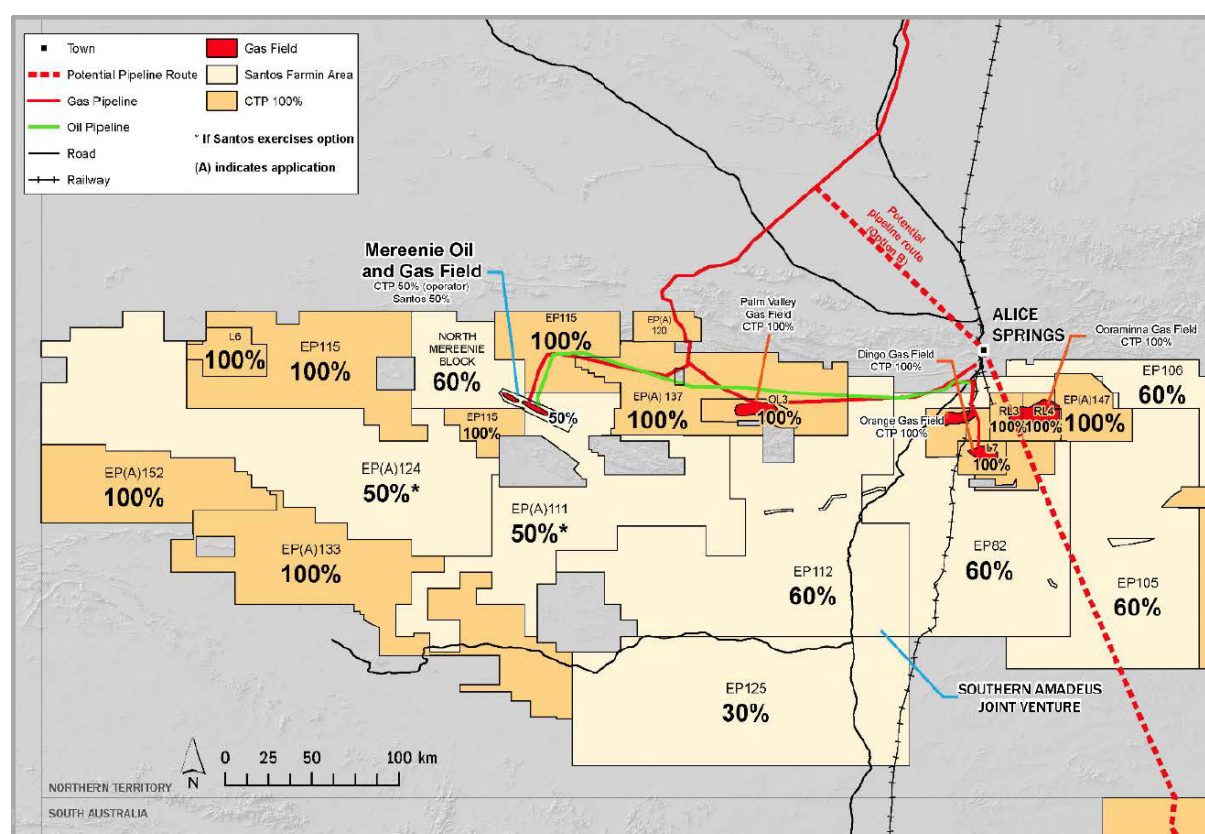 Town
Potential Pipeline Route
Gas Pipeline
Oil Pipeline
Road
Railway
Gas Field
Santos Farmin Area
CTP 100%
* If Santos exercises option
(A) indicates application
Potential
pipeline route
(Option B)
Mereenie Oil
and Gas Field
CTP 50% (operator)
Santos 50%
Palm Valley
Gas Field
CTP 100%
ALICE
SPRINGS
Ooraminna Gas Field
CTP 100%
Dingo Gas Field
CTP 100%
Orange Gas Field
CTP 100%
L6
100%
EP115
100%
NORTH
MEREENIE
BLOCK
60%
EP115
100%
EP(A)
120
EP106
60%
EP115
100%
50%
EP(A) 137
100%
OL3
100%
RL3
100%
RL4
100%
EP(A)147
100%
L7
100%
EP(A)152
100%
EP(A)124
50%*
EP(A)111
50%*
EP(A)133
100%
EP112
60%
EP82
60%
EP105
60%
EP125
30%
SOUTHERN AMADEUS
JOINT VENTURE
N
0 25 50 100 km
NORTHERN TERRITORY
SOUTH AUSTRALIA